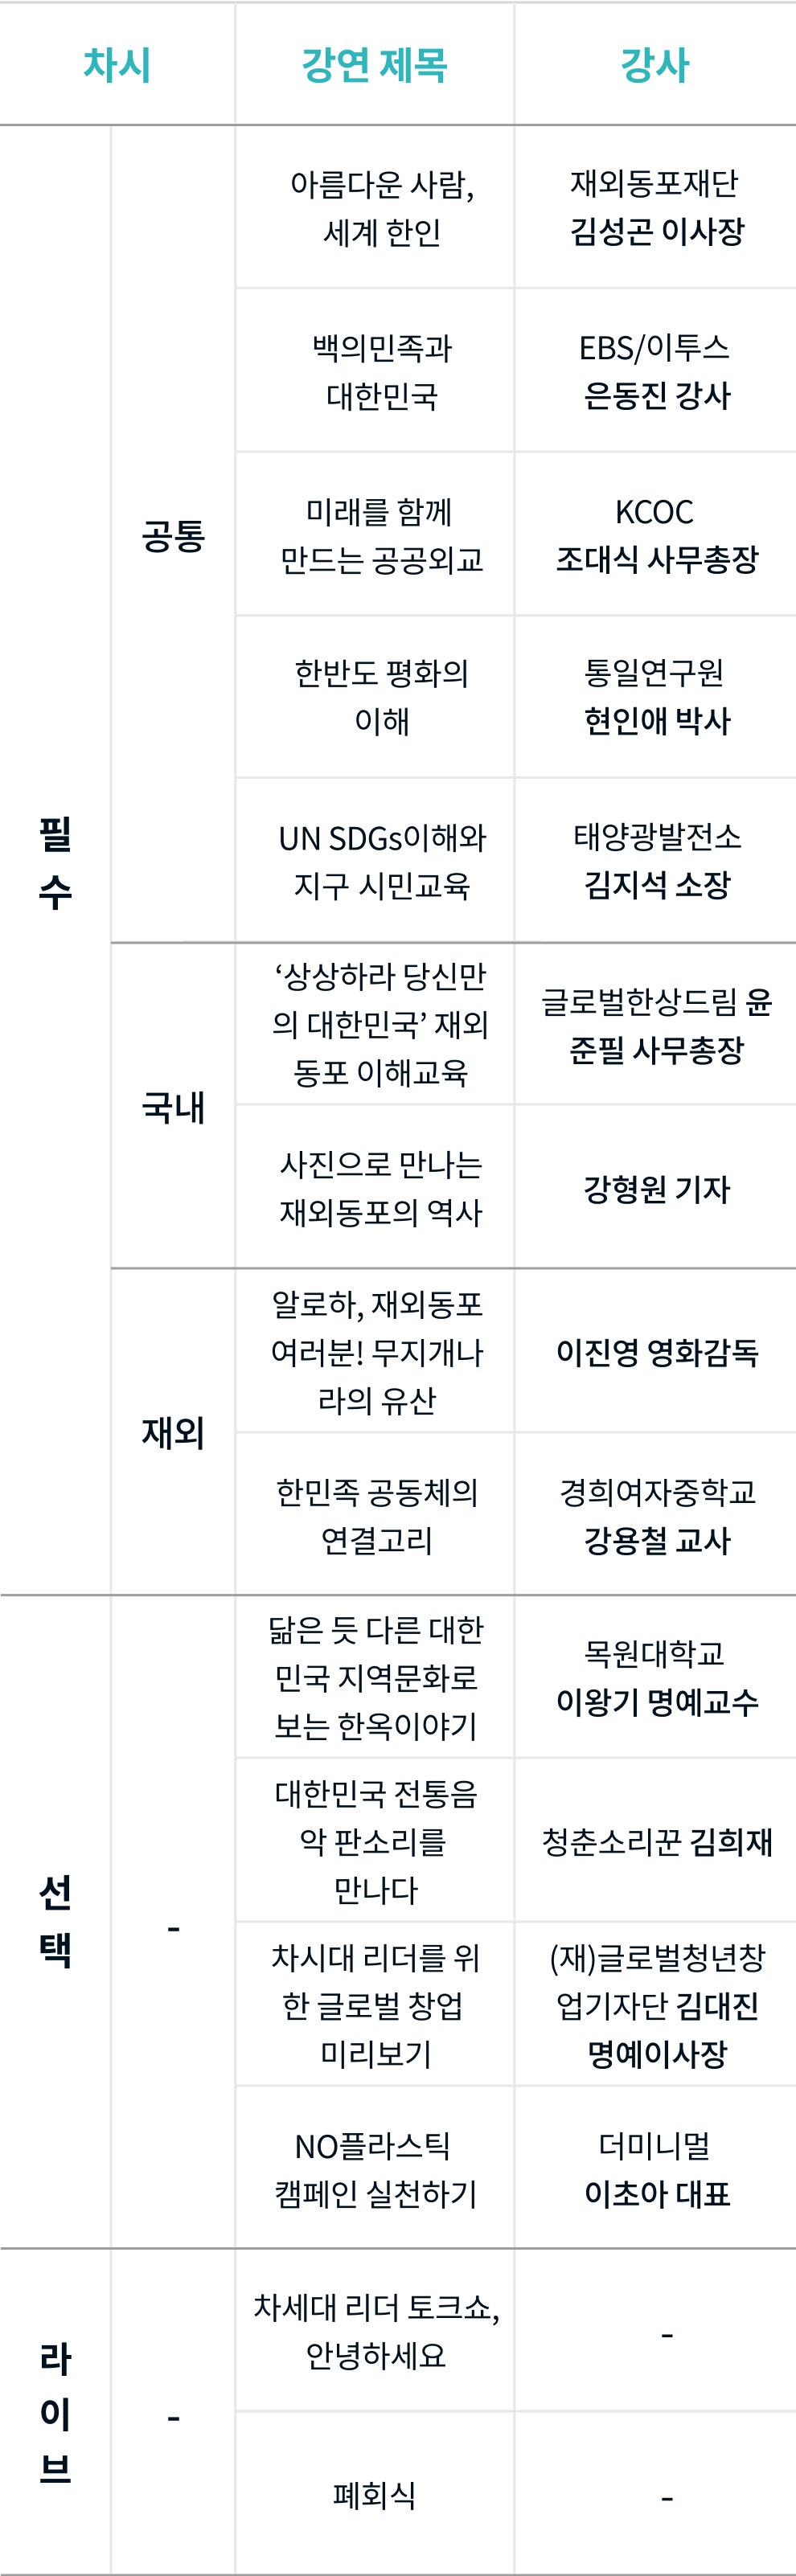 차시 강연 제목 강사
필
수
공통
아름다운 사람,
세계 한인
재외동포재단
김성곤 이사장
백의민족과
대한민국
EBS/이투스
은동진 강사
미래를 함께
만드는 공공외교
KCOC
조대식 사무총장
한반도 평화의
이해
통일연구원
현인애 박사
UN SDGs이해와
지구 시민교육
태양광발전소
김지석 소장
국내
‘상상하라 당신만
의 대한민국’ 재외
동포 이해교육
글로벌한상드림 윤
준필 사무총장
사진으로 만나는
재외동포의 역사
강형원 기자
재외
알로하, 재외동포
여러분! 무지개나
라의 유산
이진영 영화감독
한민족 공동체의
연결고리
경희여자중학교
강용철 교사
선
택
-
닮은 듯 다른 대한
민국 지역문화로
보는 한옥이야기
목원대학교
이왕기 명예교수
대한민국 전통음
악 판소리를
만나다
청춘소리꾼 김희재
차시대 리더를 위
한 글로벌 창업
미리보기
(재)글로벌청년창
업기자단 김대진
명예이사장
NO플라스틱
캠페인 실천하기
더미니멀
이초아 대표
라
이
브
-
차세대 리더 토크쇼,
안녕하세요
-
폐회식
-